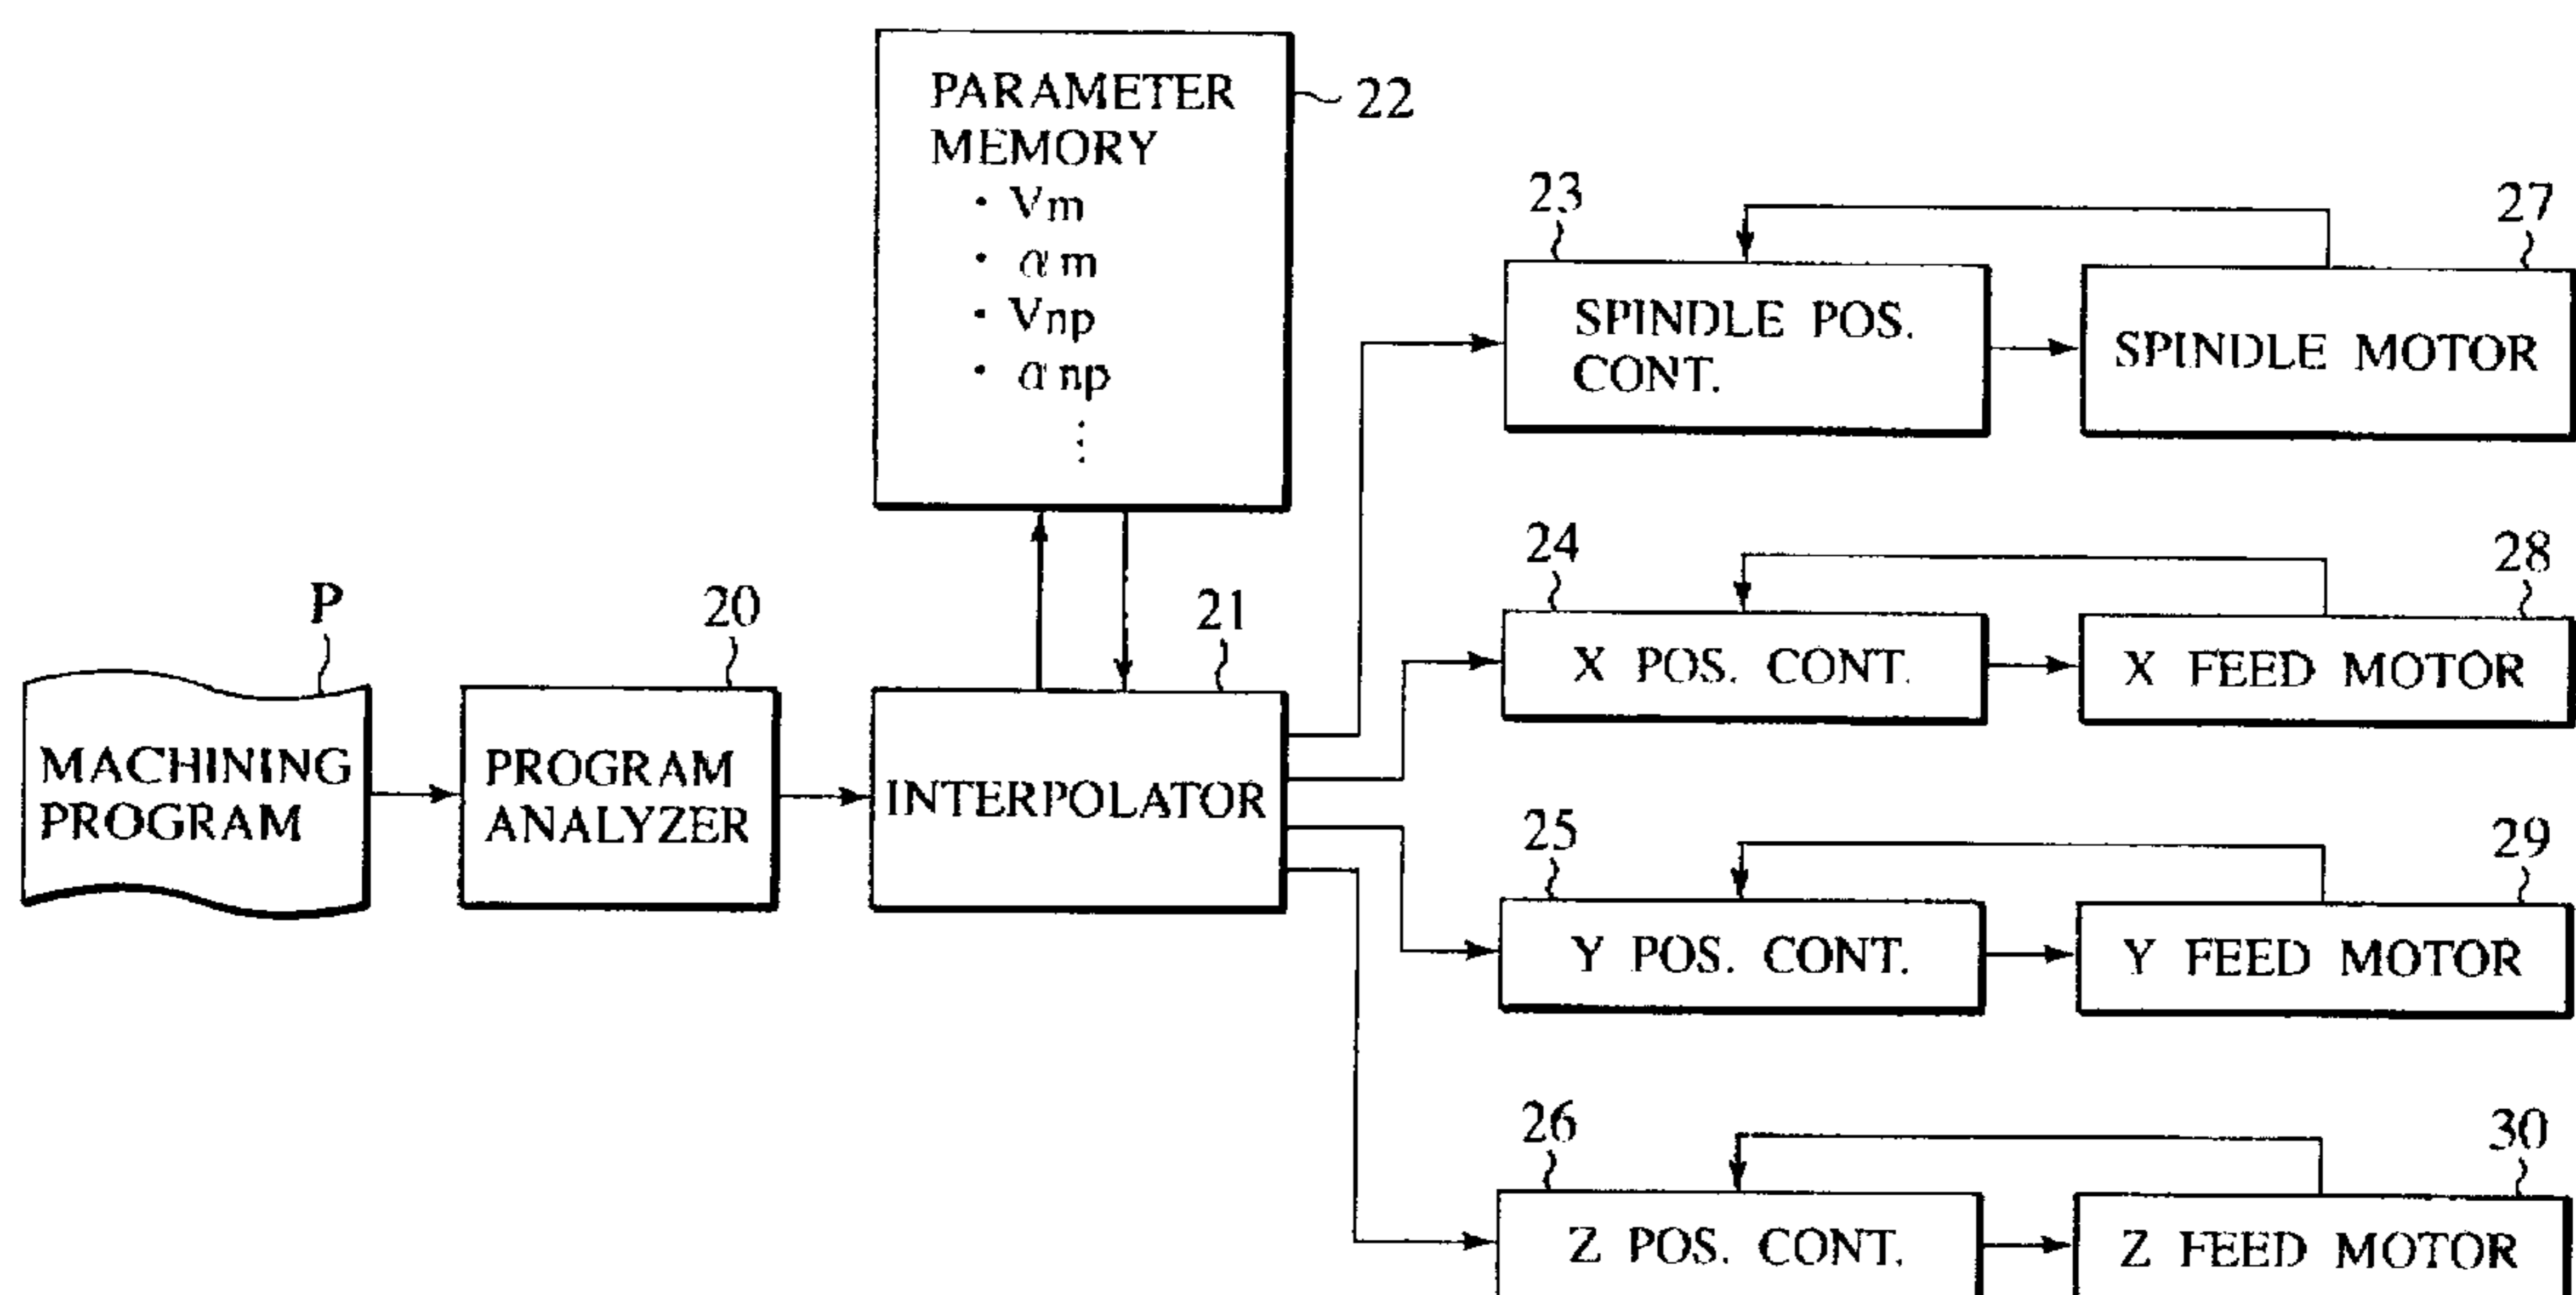 PARAMETER
MEMORY
· Vm
· αm
· Vnp
· αnp
⋮
22
23
SPINDLE POS.
CONT.
27
SPINDLE MOTOR
P
MACHINING
PROGRAM
20
PROGRAM
ANALYZER
21
INTERPOLATOR
24
X POS. CONT.
28
X FEED MOTOR
25
Y POS. CONT.
29
Y FEED MOTOR
26
Z POS. CONT.
30
Z FEED MOTOR